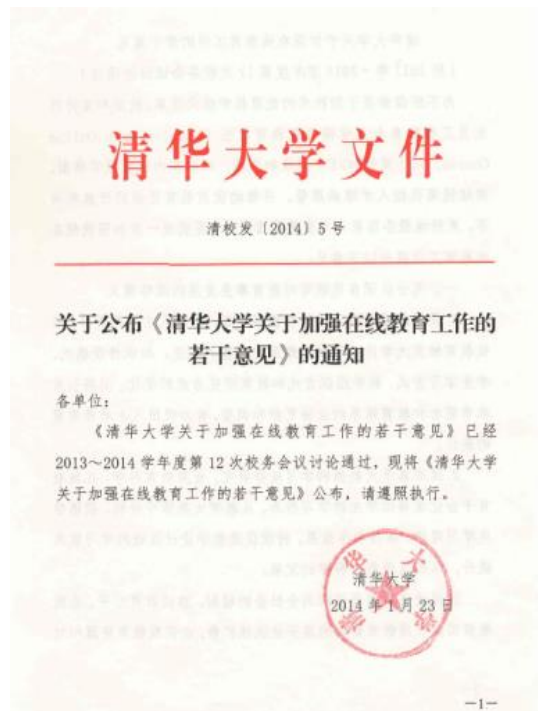 清华大学文件
清校发〔2014〕5号
关于公布《清华大学关于加强在线教育工作的
若干意见》的通知
各单位：
《清华大学关于加强在线教育工作的若干意见》已经
2013～2014学年度第12次校务会议讨论通过，现将《清华大学
关于加强在线教育工作的若干意见》公布，请遵照执行。
清华大学
2014年1月23日
清华大学
—1—